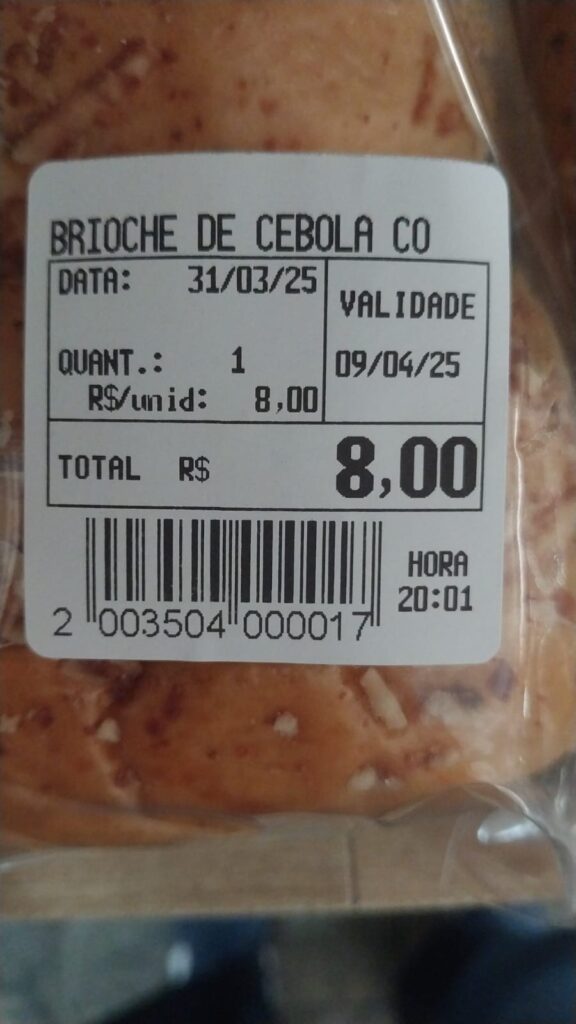 BRIOCHE DE CEBOLA CO
DATA: 31/03/25
VALIDADE
QUANT.: 1
09/04/25
R$/unid: 8,00
TOTAL R$ 8,00
HORA
20:01
2 003504 000017